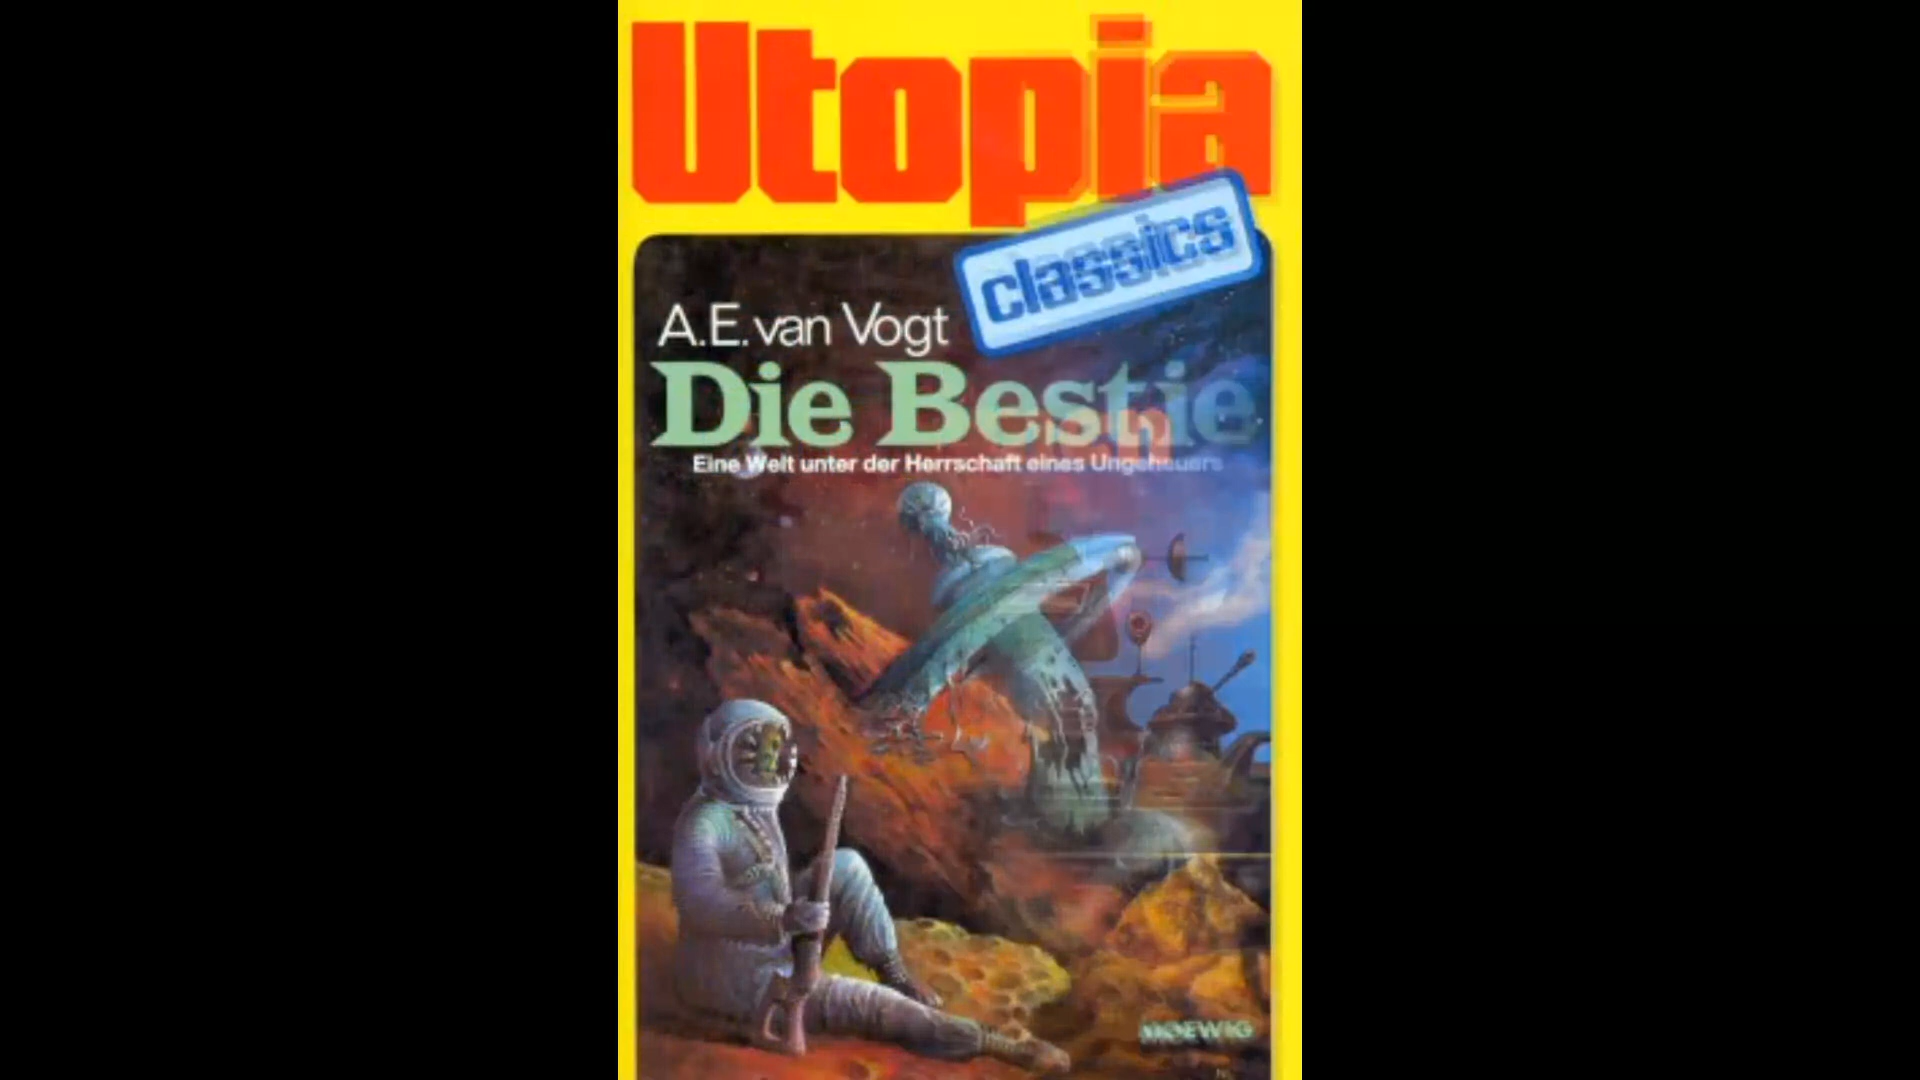 Utopia
classics
A.E. van Vogt
Die Bestie
Eine Welt unter der Herrschaft eines Ungeheuers
MOEWIG